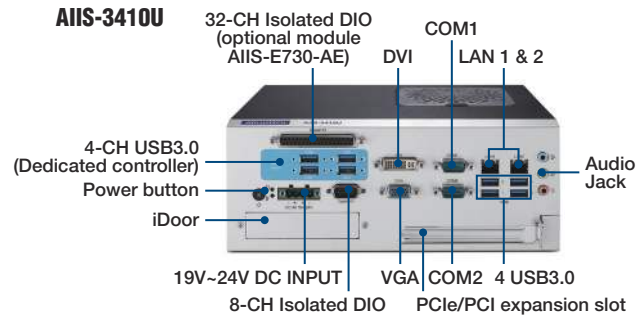 AIIS-3410U
32-CH Isolated DIO
(optional module
AIIS-E730-AE)
DVI
COM1
LAN 1 & 2
4-CH USB3.0
(Dedicated controller)
Power button
iDoor
Audio
Jack
19V~24V DC INPUT
VGA
COM2
4 USB3.0
8-CH Isolated DIO
PCIe/PCI expansion slot